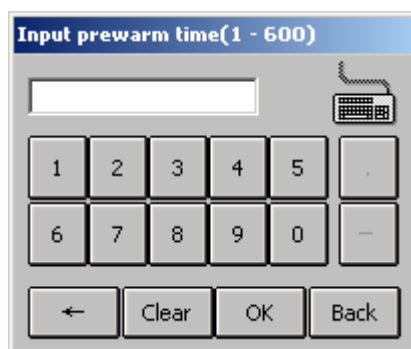 Input prewarm time(1 - 600)
1 2 3 4 5 .
6 7 8 9 0 —
← Clear OK Back